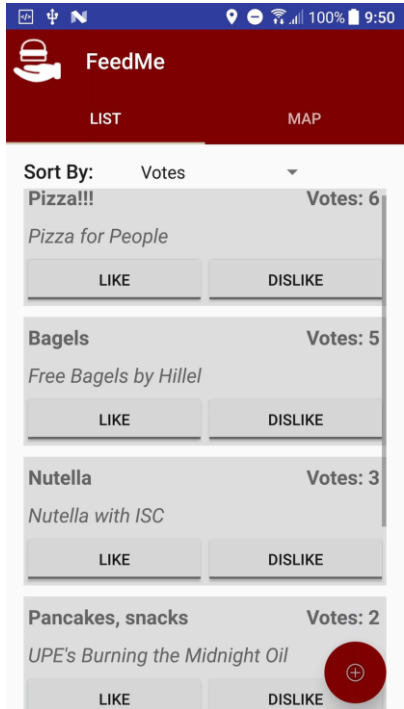 100% 9:50
FeedMe
LIST MAP
Sort By: Votes
Pizza!!! Votes: 6
Pizza for People
LIKE DISLIKE
Bagels Votes: 5
Free Bagels by Hillel
LIKE DISLIKE
Nutella Votes: 3
Nutella with ISC
LIKE DISLIKE
Pancakes, snacks Votes: 2
UPE's Burning the Midnight Oil
LIKE DISLIKE